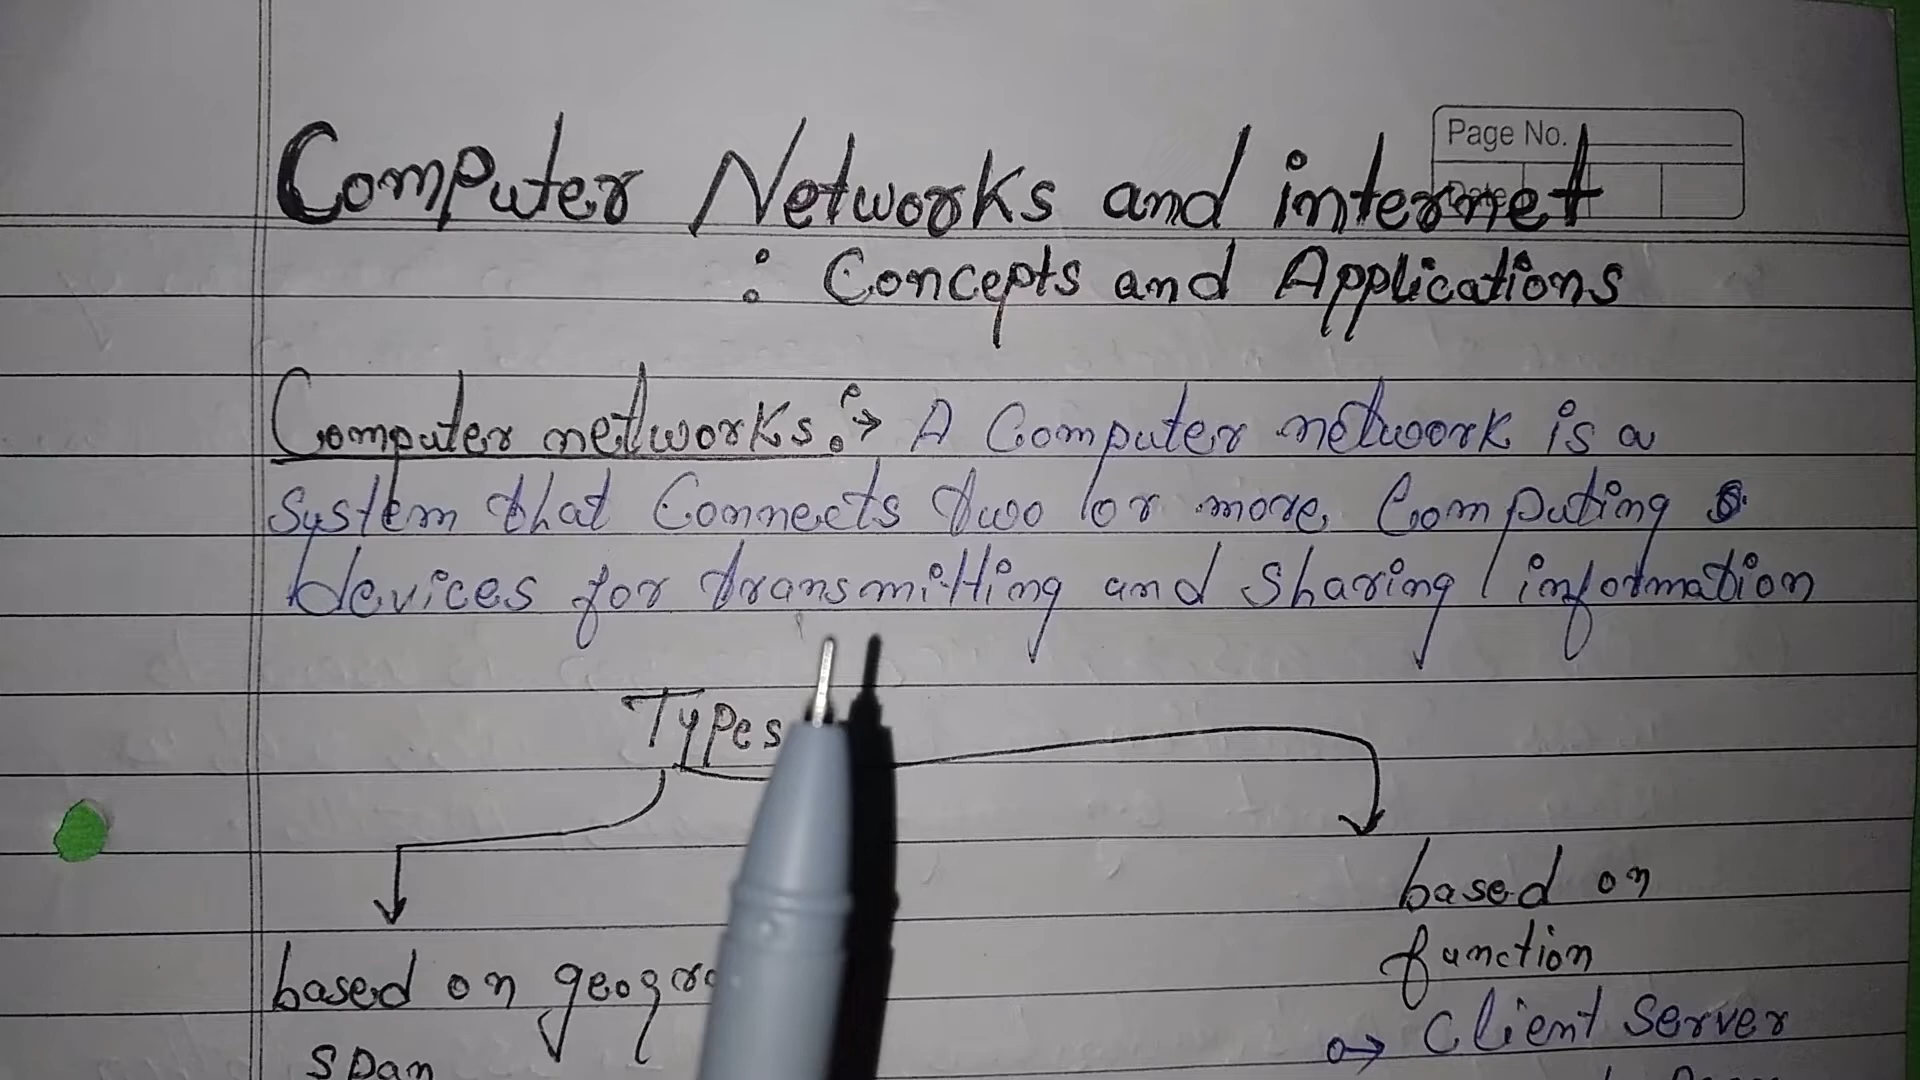 Page No.
Computer Networks and internet
: Concepts and Applications
Computer networks :→ A Computer network is a
System that Connects two or more Computing
devices for transmitting and Sharing information
Types
based on
function
based on
Span
→ Client Server